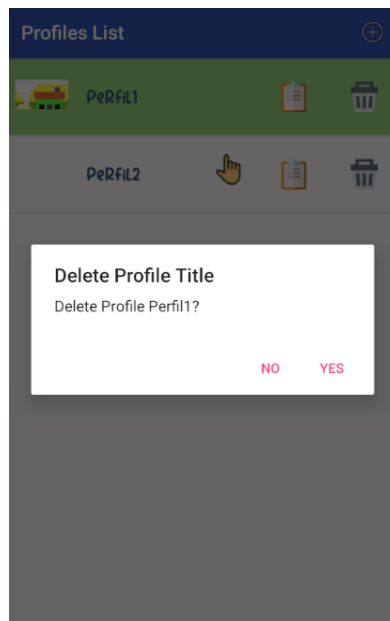 Profiles List
PeRfiL1
PeRfiL2
Delete Profile Title
Delete Profile Perfil1?
NO YES